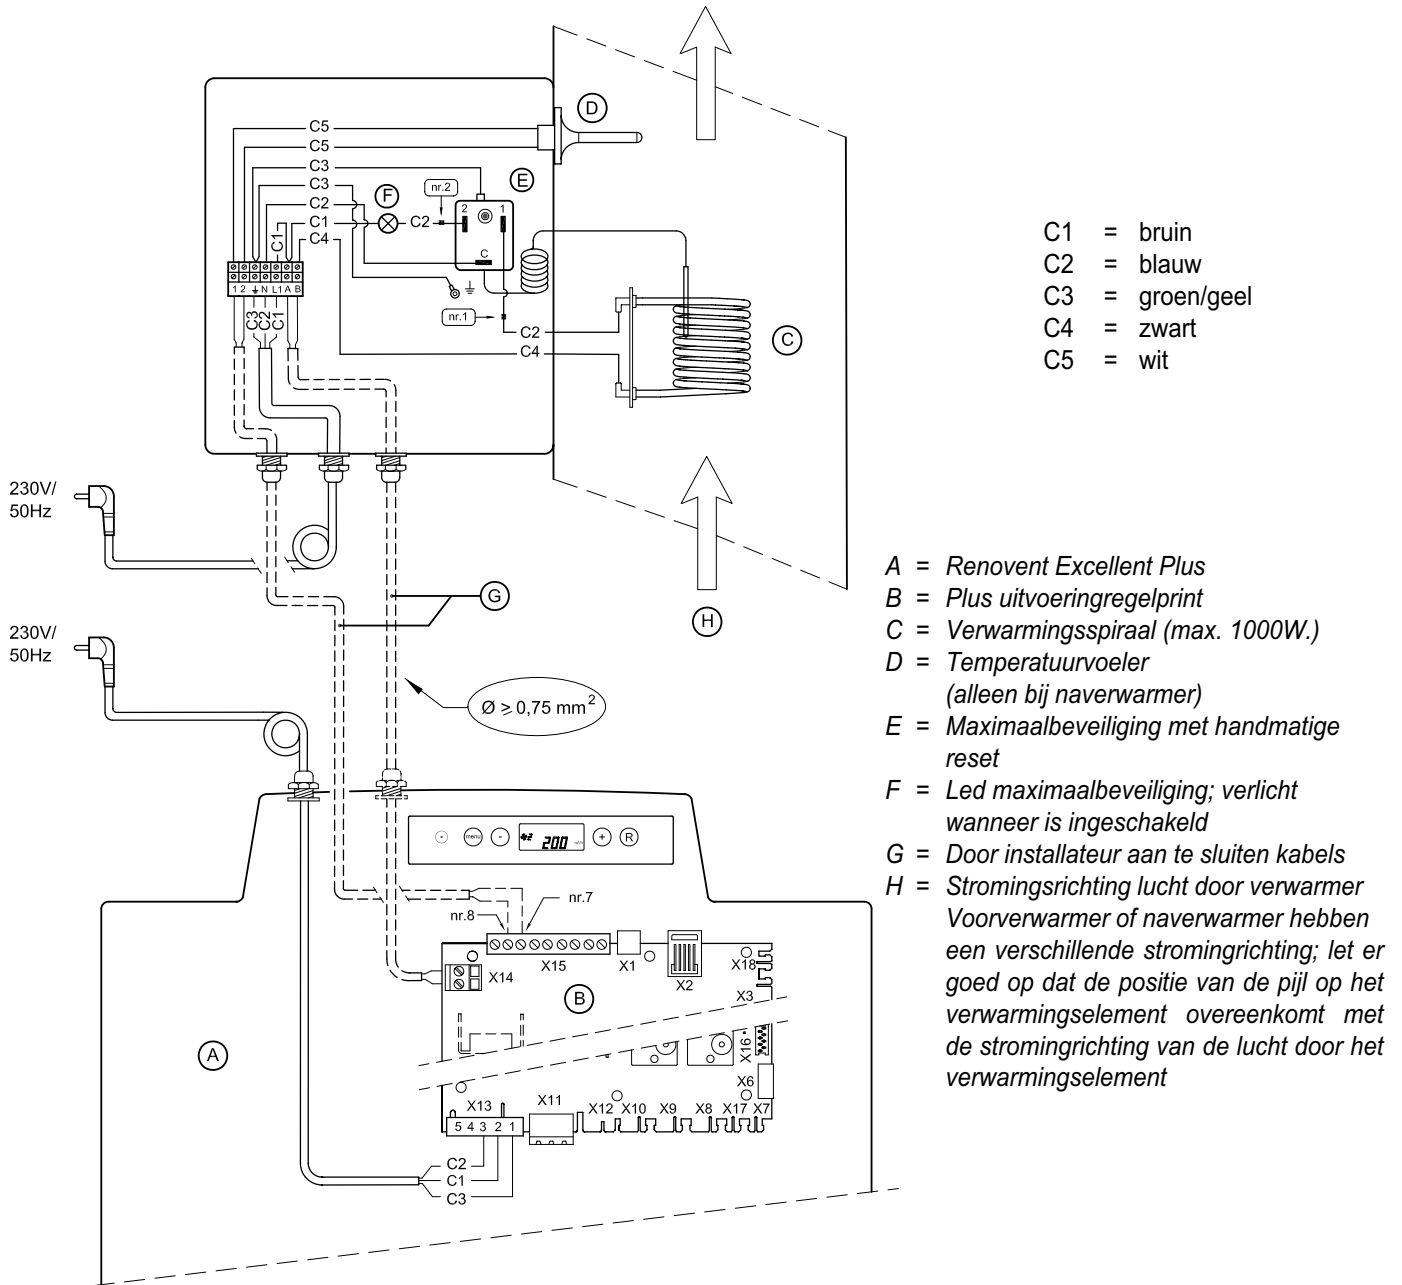 D
C5
C5
C3
C3
C2
C1
C4
C1
F
nr.2
C2
E
2
1
C
1 2 N L1 A B
C3
C2
C1
nr.1
C2
C4
C
C1 = bruin
C2 = blauw
C3 = groen/geel
C4 = zwart
C5 = wit
230V/
50Hz
G
H
230V/
50Hz
Ø ≥ 0,75 mm²
A = Renovent Excellent Plus
B = Plus uitvoeringregelprint
C = Verwarmingsspiraal (max. 1000W.)
D = Temperatuurvoeler
(alleen bij naverwarmer)
E = Maximaalbeveiliging met handmatige
reset
F = Led maximaalbeveiliging; verlicht
wanneer is ingeschakeld
G = Door installateur aan te sluiten kabels
H = Stromingsrichting lucht door verwarmer
Voorverwarmer of naverwarmer hebben
een verschillende stromingrichting; let er
goed op dat de positie van de pijl op het
verwarmingselement overeenkomt met
de stromingrichting van de lucht door het
verwarmingselement
menu - 2 200 + R
nr.8
nr.7
X14
X15
X1
X2
X18
X3
B
A
X16
X6
X13
X11
X12 X10 X9 X8 X17 X7
5 4 3 2 1
C2
C1
C3